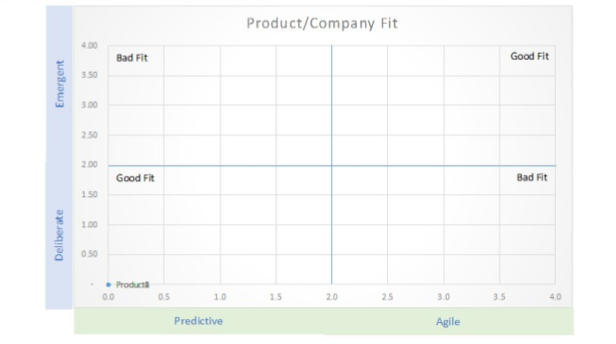 Product/Company Fit
4.00
Bad Fit
Good Fit
3.50
Emergent
3.00
2.50
2.00
Good Fit
Bad Fit
1.50
1.00
Deliberate
0.50
-
0.0 0.5 1.0 1.5 2.0 2.5 3.0 3.5 4.0
Predictive
Agile